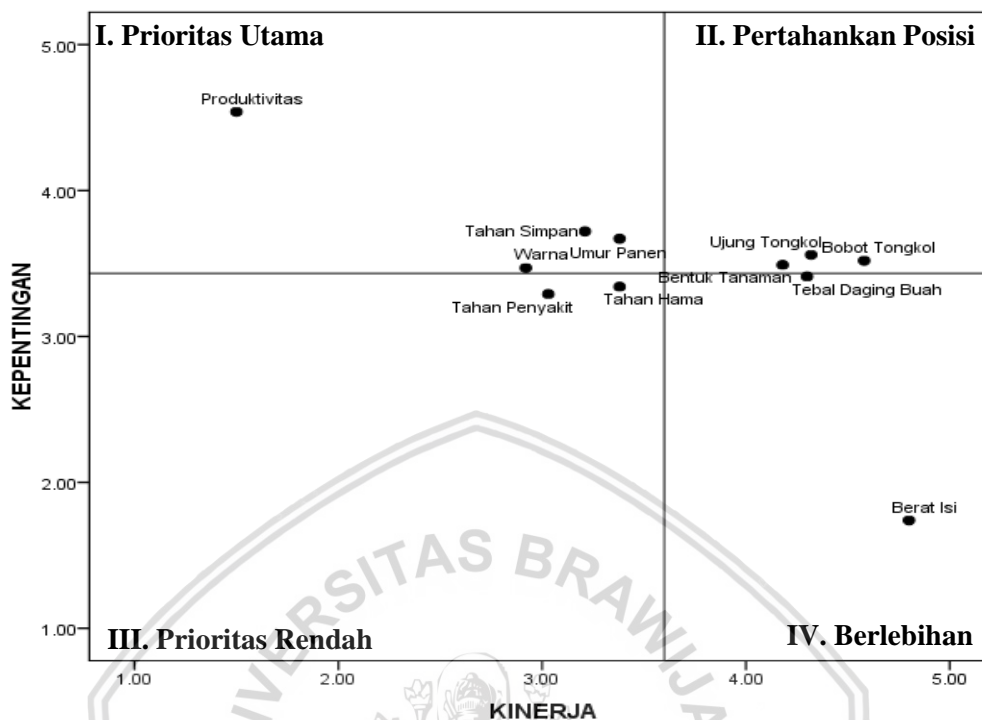 I. Prioritas Utama
II. Pertahankan Posisi
5.00
Produktivitas
4.00
Tahan Simpan
Ujung Tongkol
Bobot Tongkol
Warna
Umur Panen
Bentuk Tanaman
Tebal Daging Buah
Tahan Penyakit
Tahan Hama
3.00
KEPENTINGAN
2.00
Berat Isi
VERSITAS BRAWIJA
1.00
III. Prioritas Rendah
IV. Berlebihan
1.00
2.00
3.00
4.00
5.00
KINERJA